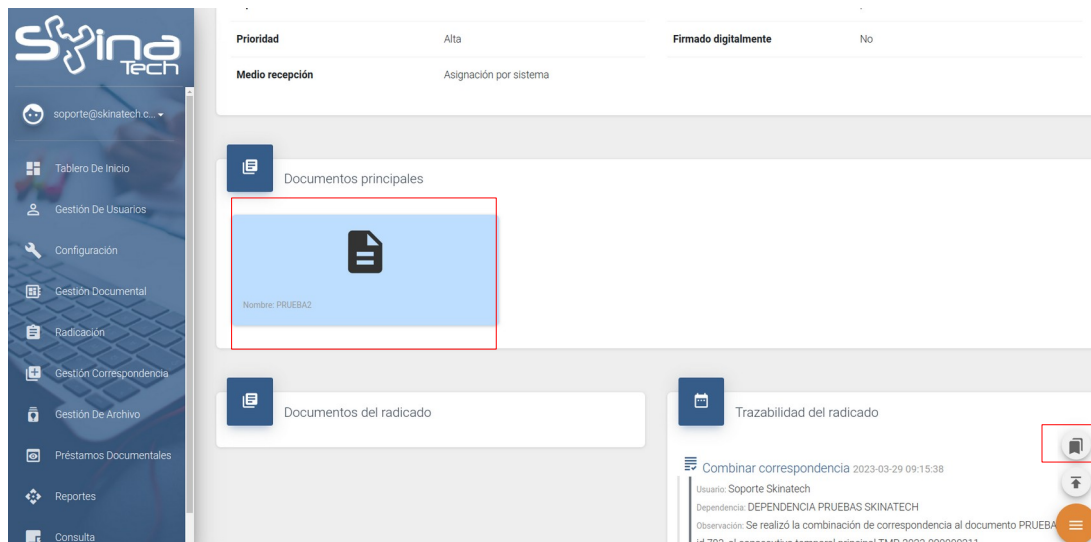 Skina
Tech
soporte@skinatech.c...
Tablero De Inicio
Gestión De Usuarios
Configuración
Gestión Documental
Radicación
Gestión Correspondencia
Gestión De Archivo
Préstamos Documentales
Reportes
Consulta
Prioridad Alta Firmado digitalmente No
Medio recepción Asignación por sistema
Documentos principales
Nombre: PRUEBA2
Documentos del radicado
Trazabilidad del radicado
Combinar correspondencia 2023-03-29 09:15:38
Usuario: Soporte Skinatech
Dependencia: DEPENDENCIA PRUEBAS SKINATECH
Observación: Se realizó la combinación de correspondencia al documento PRUEBA